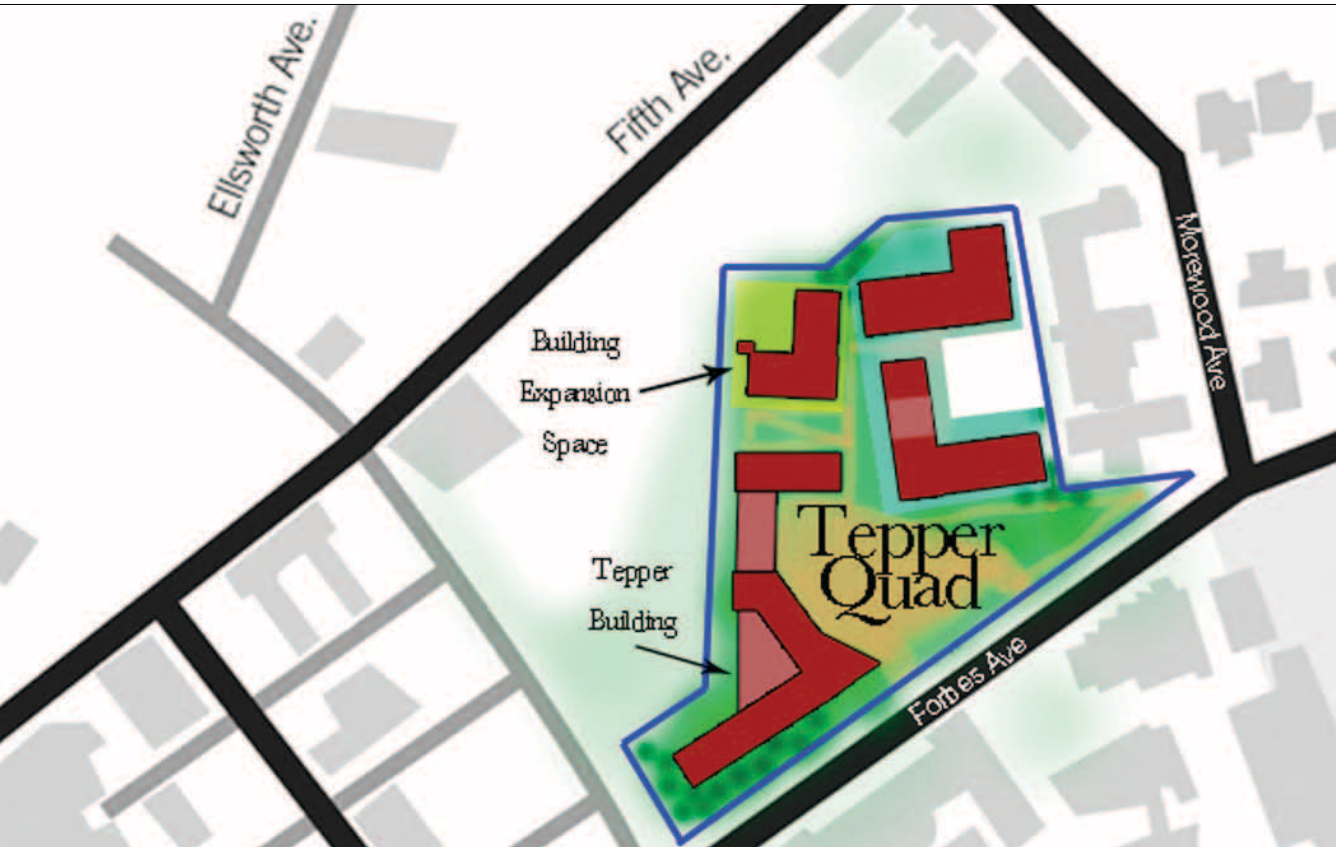 Ellsworth Ave.
Fifth Ave.
Morewood Ave
Building
Expansion
Space
Tepper
Quad
Tepper
Building
Forbes Ave